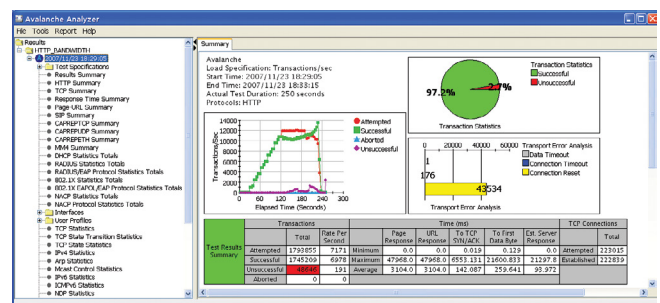 Avalanche Analyzer
File Tools Report Help
Results
HTTP_BANDWIDTH
2007/11/23 18:29:05
Test Specifications
Results Summary
HTTP Summary
TCP Summary
Response Time Summary
Page-URL Summary
SIP Summary
CAPREPTCP Summary
CAPREPUDP Summary
CAPREPETH Summary
MM4 Summary
DHCP Statistics Totals
RADIUS Statistics Totals
RADIUS/EAP Protocol Statistics Totals
802.1X Statistics Totals
802.1X EAPOL/EAP Protocol Statistics Totals
NACP Statistics Totals
NACP Protocol Statistics Totals
Interfaces
User Profiles
TCP Statistics
TCP State Transition Statistics
TCP State Statistics
IPv4 Statistics
Arp Statistics
Mcast Control Statistics
IPv6 Statistics
ICMPv6 Statistics
NDP Statistics
Summary
Avalanche
Load Specification: Transactions/sec
Start Time: 2007/11/23 18:29:05
End Time: 2007/11/23 18:33:15
Actual Test Duration: 250 seconds
Protocols: HTTP
Transaction Statistics
Successful
Unsuccessful
97.2%
2.7%
Transaction Statistics
Transactions/Sec
14000
12000
10000
8000
6000
4000
2000
0
0 60 120 180 240 300
Elapsed Time (Seconds)
Attempted
Successful
Aborted
Unsuccessful
0 20000 40000 60000
Transport Error Analysis
Data Timeout
Connection Timeout
Connection Reset
1
176
43534
Transport Error Analysis
Test Results Summary
Transactions Time (ms) TCP Connections
Total Rate Per Second Page Response URL Response To TCP SYN/ACK To First Data Byte Est. Server Response Total
Attempted 1793855 7171 Minimum 0.0 0.0 0.019 0.129 0.0 Attempted 223015
Successful 1745209 6978 Maximum 47968.0 47968.0 6553.131 21600.833 21297.8 Established 222839
Unsuccessful 48646 191 Average 3104.0 3104.0 142.087 259.641 93.972
Aborted 0 0